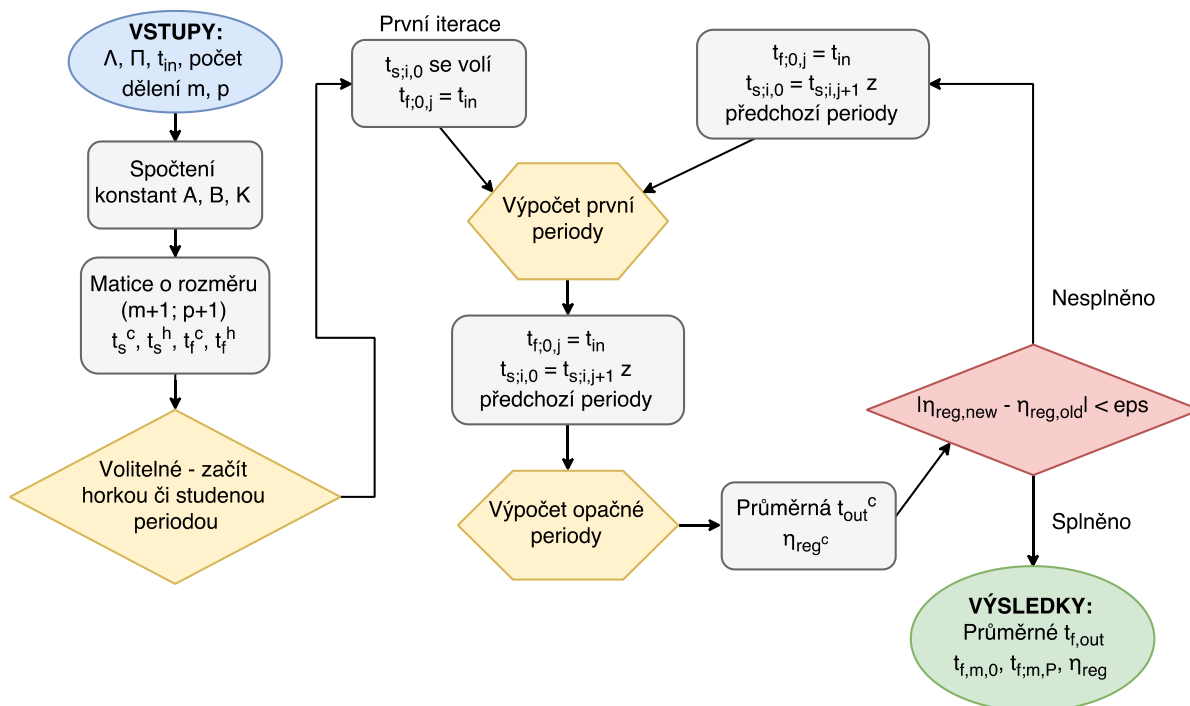 VSTUPY:
Λ, Π, t_in, počet
dělení m, p
Spočtení
konstant A, B, K
Matice o rozměru
(m+1; p+1)
t_s^c, t_s^h, t_f^c, t_f^h
Volitelné - začít
horkou či studenou
periodou
První iterace
t_s;i,0 se volí
t_f;0,j = t_in
t_f;0,j = t_in
t_s;i,0 = t_s;i,j+1 z
předchozí periody
Výpočet první
periody
t_f;0,j = t_in
t_s;i,0 = t_s;i,j+1 z
předchozí periody
Výpočet opačné
periody
Průměrná t_out^c
η_reg^c
Nesplněno
|η_reg,new - η_reg,old| < eps
Splněno
VÝSLEDKY:
Průměrné t_f,out
t_f,m,0, t_f;m,P, η_reg